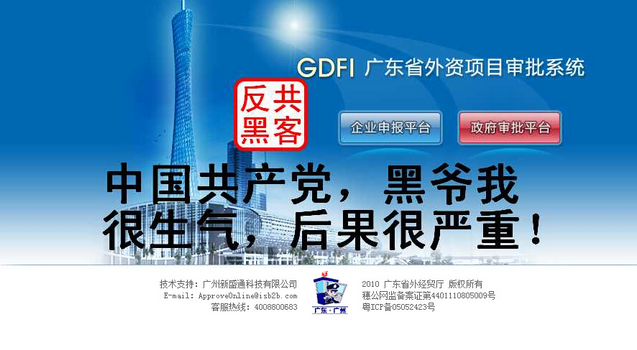 GDFI 广东省外资项目审批系统
反共
黑客
企业申报平台
政府审批平台
中国共产党，黑爷我
很生气，后果很严重！
技术支持：广州新盟通科技有限公司
E-mail：ApproveOnline@isb2b.com
客服热线：4008800683
广东·广州
2010 广东省外经贸厅 版权所有
穗公网监备案证第4401110805009号
粤ICP备05052423号